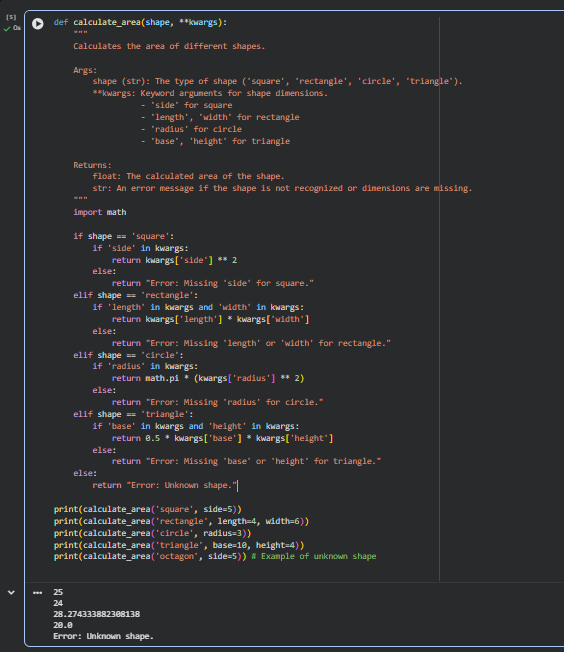 [5]
0s
def calculate_area(shape, **kwargs):
    """
    Calculates the area of different shapes.

    Args:
        shape (str): The type of shape ('square', 'rectangle', 'circle', 'triangle').
        **kwargs: Keyword arguments for shape dimensions.
                  - 'side' for square
                  - 'length', 'width' for rectangle
                  - 'radius' for circle
                  - 'base', 'height' for triangle

    Returns:
        float: The calculated area of the shape.
        str: An error message if the shape is not recognized or dimensions are missing.
    """
    import math

    if shape == 'square':
        if 'side' in kwargs:
            return kwargs['side'] ** 2
        else:
            return "Error: Missing 'side' for square."
    elif shape == 'rectangle':
        if 'length' in kwargs and 'width' in kwargs:
            return kwargs['length'] * kwargs['width']
        else:
            return "Error: Missing 'length' or 'width' for rectangle."
    elif shape == 'circle':
        if 'radius' in kwargs:
            return math.pi * (kwargs['radius'] ** 2)
        else:
            return "Error: Missing 'radius' for circle."
    elif shape == 'triangle':
        if 'base' in kwargs and 'height' in kwargs:
            return 0.5 * kwargs['base'] * kwargs['height']
        else:
            return "Error: Missing 'base' or 'height' for triangle."
    else:
        return "Error: Unknown shape."

print(calculate_area('square', side=5))
print(calculate_area('rectangle', length=4, width=6))
print(calculate_area('circle', radius=3))
print(calculate_area('triangle', base=10, height=4))
print(calculate_area('octagon', side=5)) # Example of unknown shape
25
24
28.274333882308138
20.0
Error: Unknown shape.